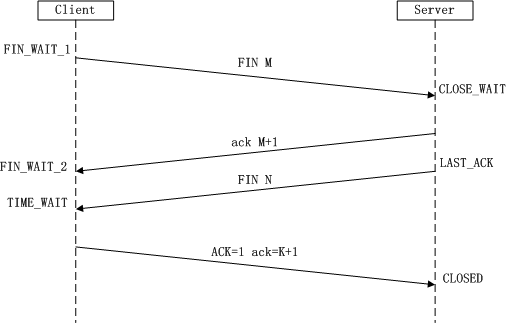 Client
Server
FIN_WAIT_1
FIN M
CLOSE_WAIT
ack M+1
FIN_WAIT_2
LAST_ACK
FIN N
TIME_WAIT
ACK=1 ack=K+1
CLOSED